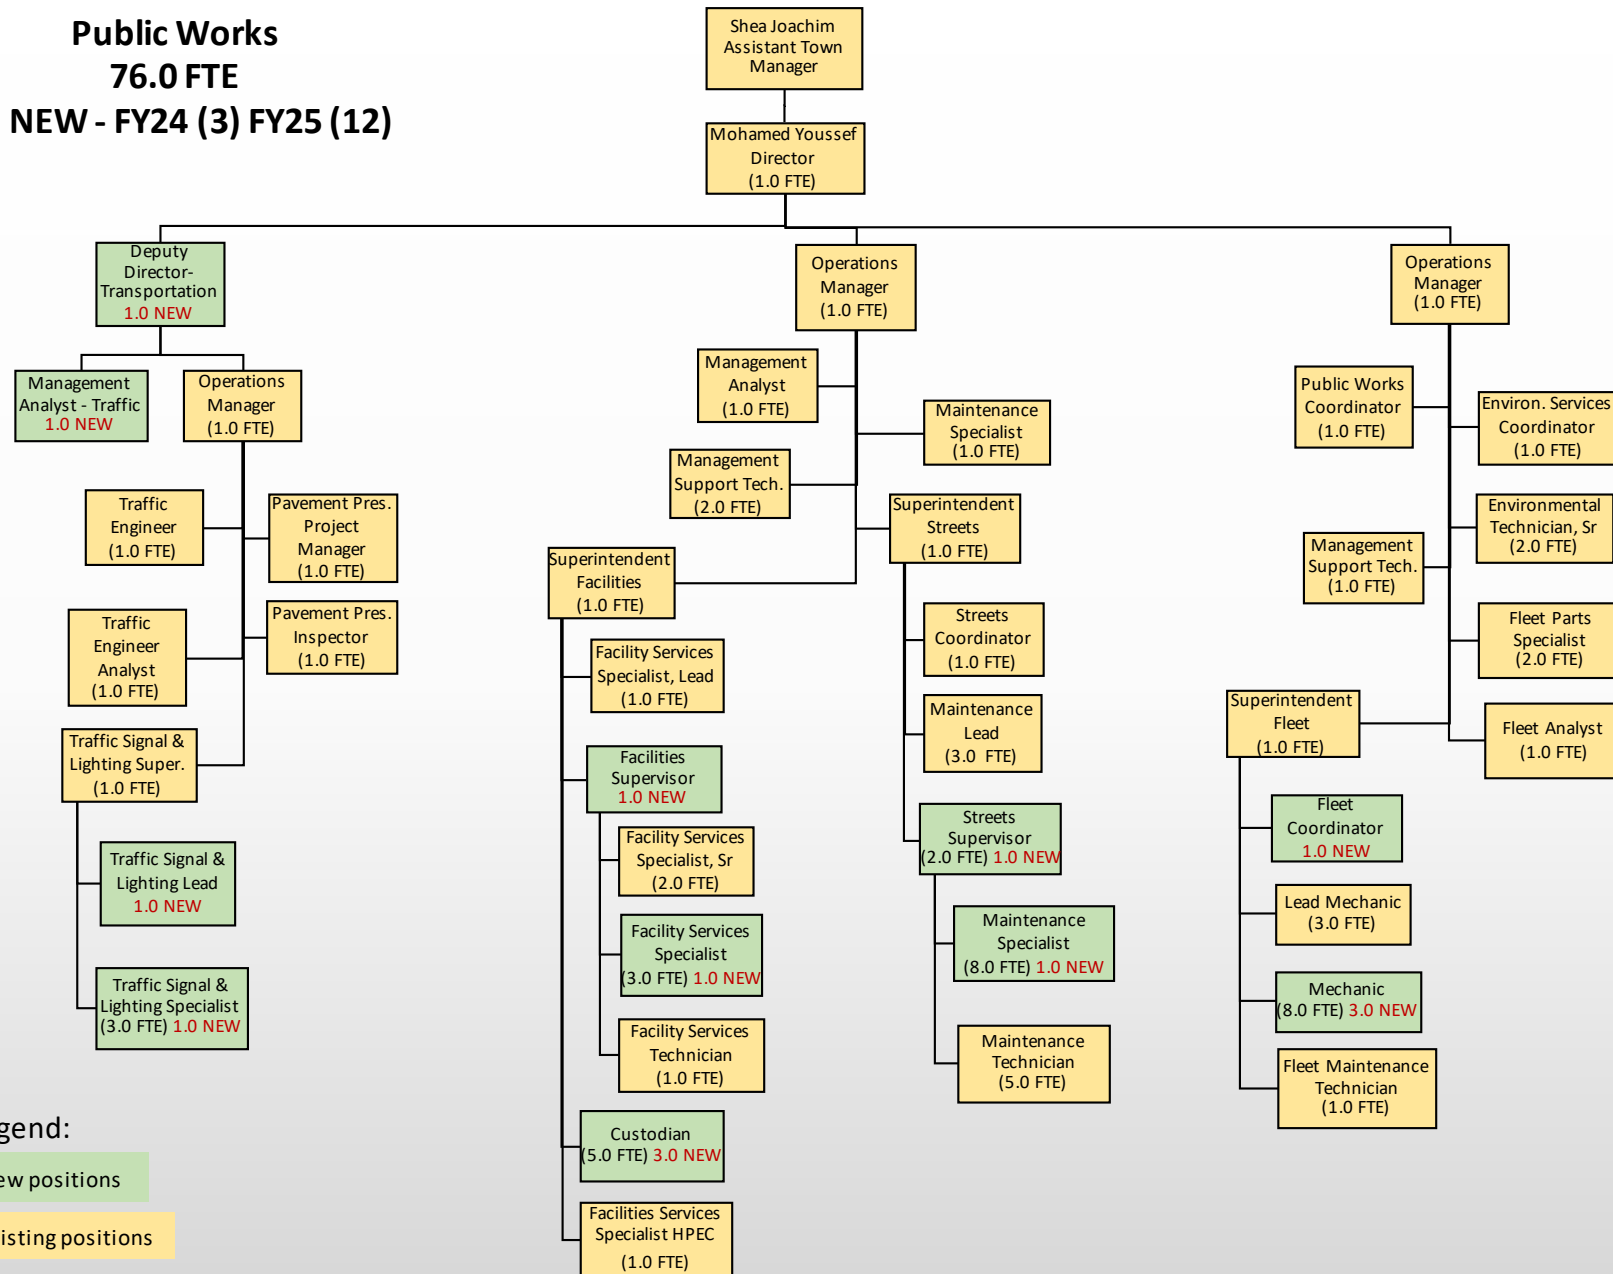 Public Works
76.0 FTE
NEW - FY24 (3) FY25 (12)
Shea Joachim
Assistant Town
Manager
Mohamed Youssef
Director
(1.0 FTE)
Deputy
Director-
Transportation
1.0 NEW
Management
Analyst - Traffic
1.0 NEW
Operations
Manager
(1.0 FTE)
Traffic
Engineer
(1.0 FTE)
Pavement Pres.
Project
Manager
(1.0 FTE)
Traffic
Engineer
Analyst
(1.0 FTE)
Pavement Pres.
Inspector
(1.0 FTE)
Traffic Signal &
Lighting Super.
(1.0 FTE)
Traffic Signal &
Lighting Lead
1.0 NEW
Traffic Signal &
Lighting Specialist
(3.0 FTE) 1.0 NEW
Operations
Manager
(1.0 FTE)
Management
Analyst
(1.0 FTE)
Maintenance
Specialist
(1.0 FTE)
Management
Support Tech.
(2.0 FTE)
Superintendent
Streets
(1.0 FTE)
Superintendent
Facilities
(1.0 FTE)
Facility Services
Specialist, Lead
(1.0 FTE)
Facilities
Supervisor
1.0 NEW
Facility Services
Specialist, Sr
(2.0 FTE)
Facility Services
Specialist
(3.0 FTE) 1.0 NEW
Facility Services
Technician
(1.0 FTE)
Custodian
(5.0 FTE) 3.0 NEW
Facilities Services
Specialist HPEC
(1.0 FTE)
Streets
Coordinator
(1.0 FTE)
Maintenance
Lead
(3.0 FTE)
Streets
Supervisor
(2.0 FTE) 1.0 NEW
Maintenance
Specialist
(8.0 FTE) 1.0 NEW
Maintenance
Technician
(5.0 FTE)
Operations
Manager
(1.0 FTE)
Public Works
Coordinator
(1.0 FTE)
Environ. Services
Coordinator
(1.0 FTE)
Environmental
Technician, Sr
(2.0 FTE)
Management
Support Tech.
(1.0 FTE)
Fleet Parts
Specialist
(2.0 FTE)
Superintendent
Fleet
(1.0 FTE)
Fleet Analyst
(1.0 FTE)
Fleet
Coordinator
1.0 NEW
Lead Mechanic
(3.0 FTE)
Mechanic
(8.0 FTE) 3.0 NEW
Fleet Maintenance
Technician
(1.0 FTE)
gend:
ew positions
isting positions